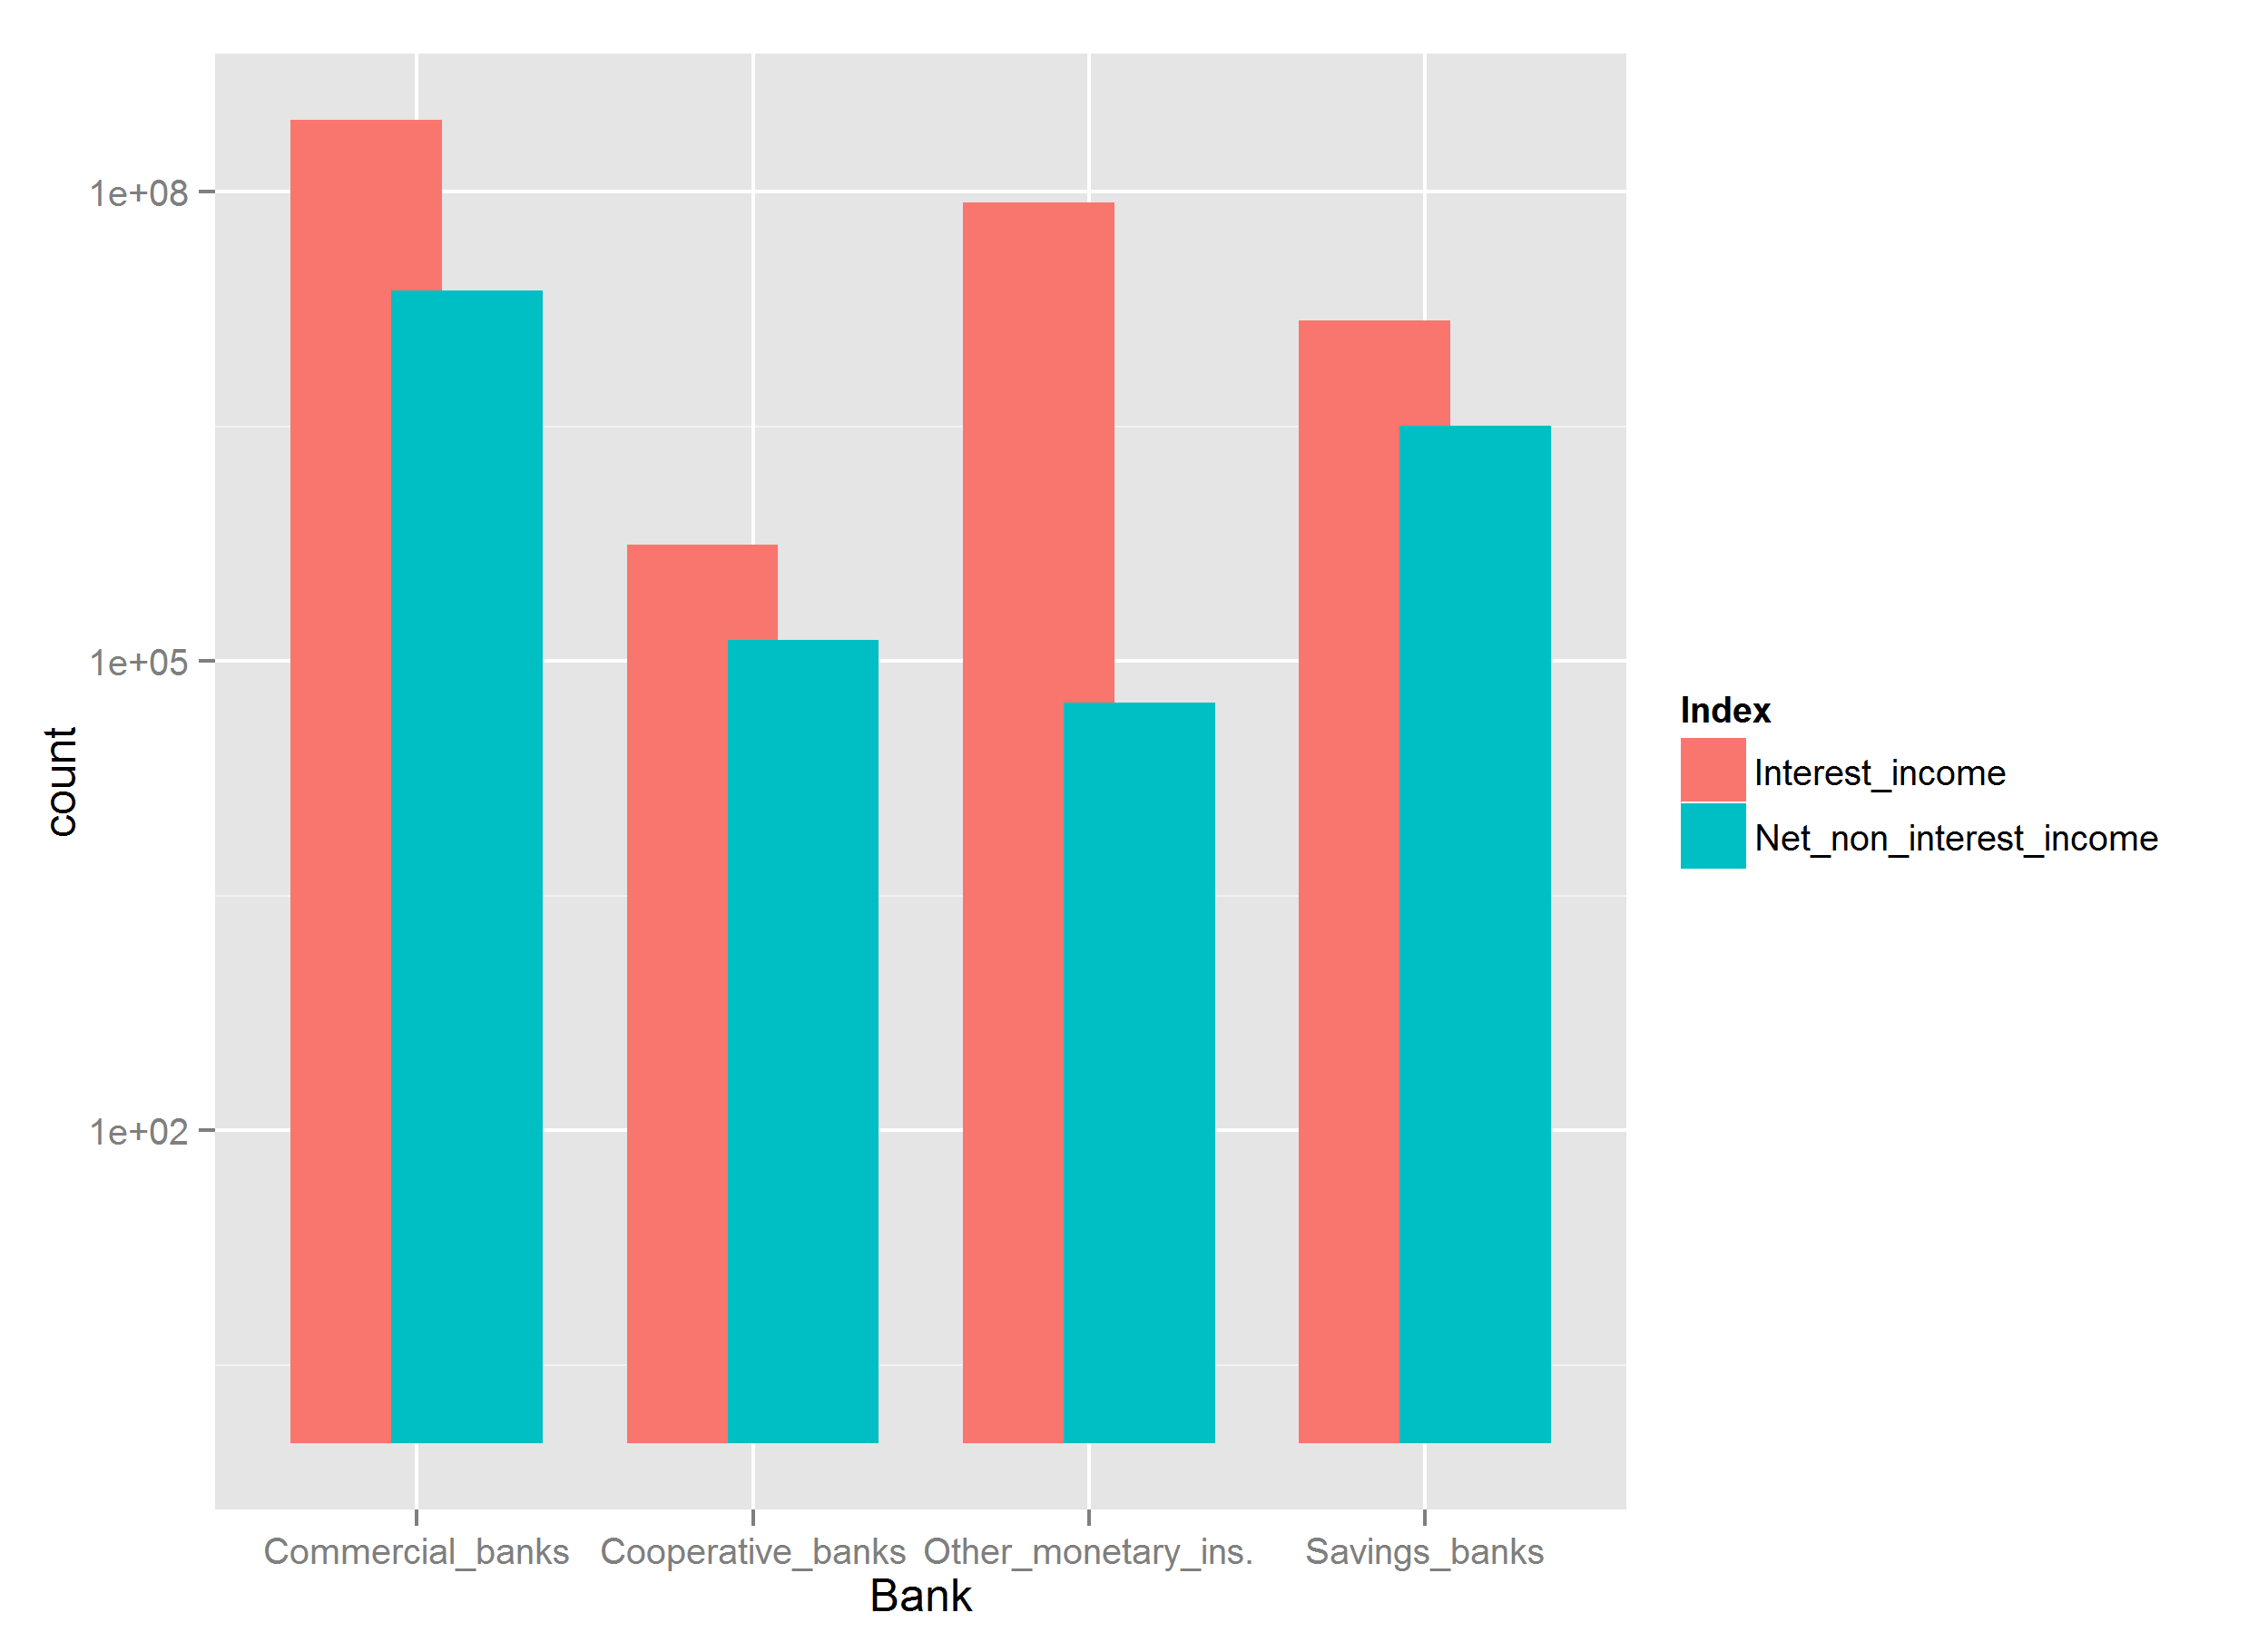 1e+08
1e+05
1e+02
count
Commercial_banks Cooperative_banks Other_monetary_ins. Savings_banks
Bank
Index
Interest_income
Net_non_interest_income